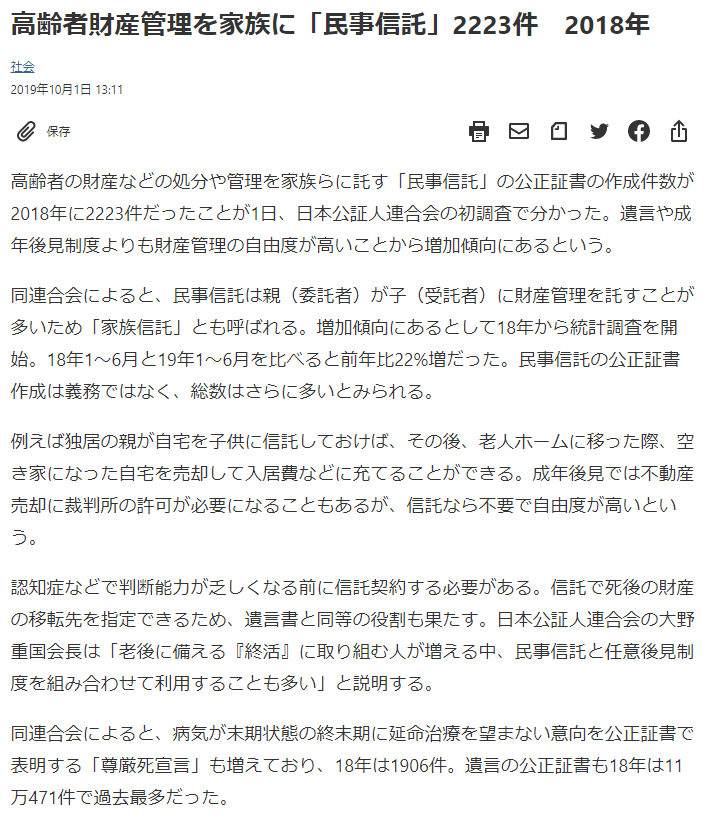 高齢者財産管理を家族に「民事信託」2223件　2018年
社会
2019年10月1日 13:11
保存
高齢者の財産などの処分や管理を家族らに託す「民事信託」の公正証書の作成件数が
2018年に2223件だったことが1日、日本公証人連合会の初調査で分かった。遺言や成
年後見制度よりも財産管理の自由度が高いことから増加傾向にあるという。
同連合会によると、民事信託は親（委託者）が子（受託者）に財産管理を託すことが
多いため「家族信託」とも呼ばれる。増加傾向にあるとして18年から統計調査を開
始。18年1～6月と19年1～6月を比べると前年比22%増だった。民事信託の公正証書
作成は義務ではなく、総数はさらに多いとみられる。
例えば独居の親が自宅を子供に信託しておけば、その後、老人ホームに移った際、空
き家になった自宅を売却して入居費などに充てることができる。成年後見では不動産
売却に裁判所の許可が必要になることもあるが、信託なら不要で自由度が高いとい
う。
認知症などで判断能力が乏しくなる前に信託契約する必要がある。信託で死後の財産
の移転先を指定できるため、遺言書と同等の役割も果たす。日本公証人連合会の大野
重国会長は「老後に備える『終活』に取り組む人が増える中、民事信託と任意後見制
度を組み合わせて利用することも多い」と説明する。
同連合会によると、病気が末期状態の終末期に延命治療を望まない意向を公正証書で
表明する「尊厳死宣言」も増えており、18年は1906件。遺言の公正証書も18年は11
万471件で過去最多だった。